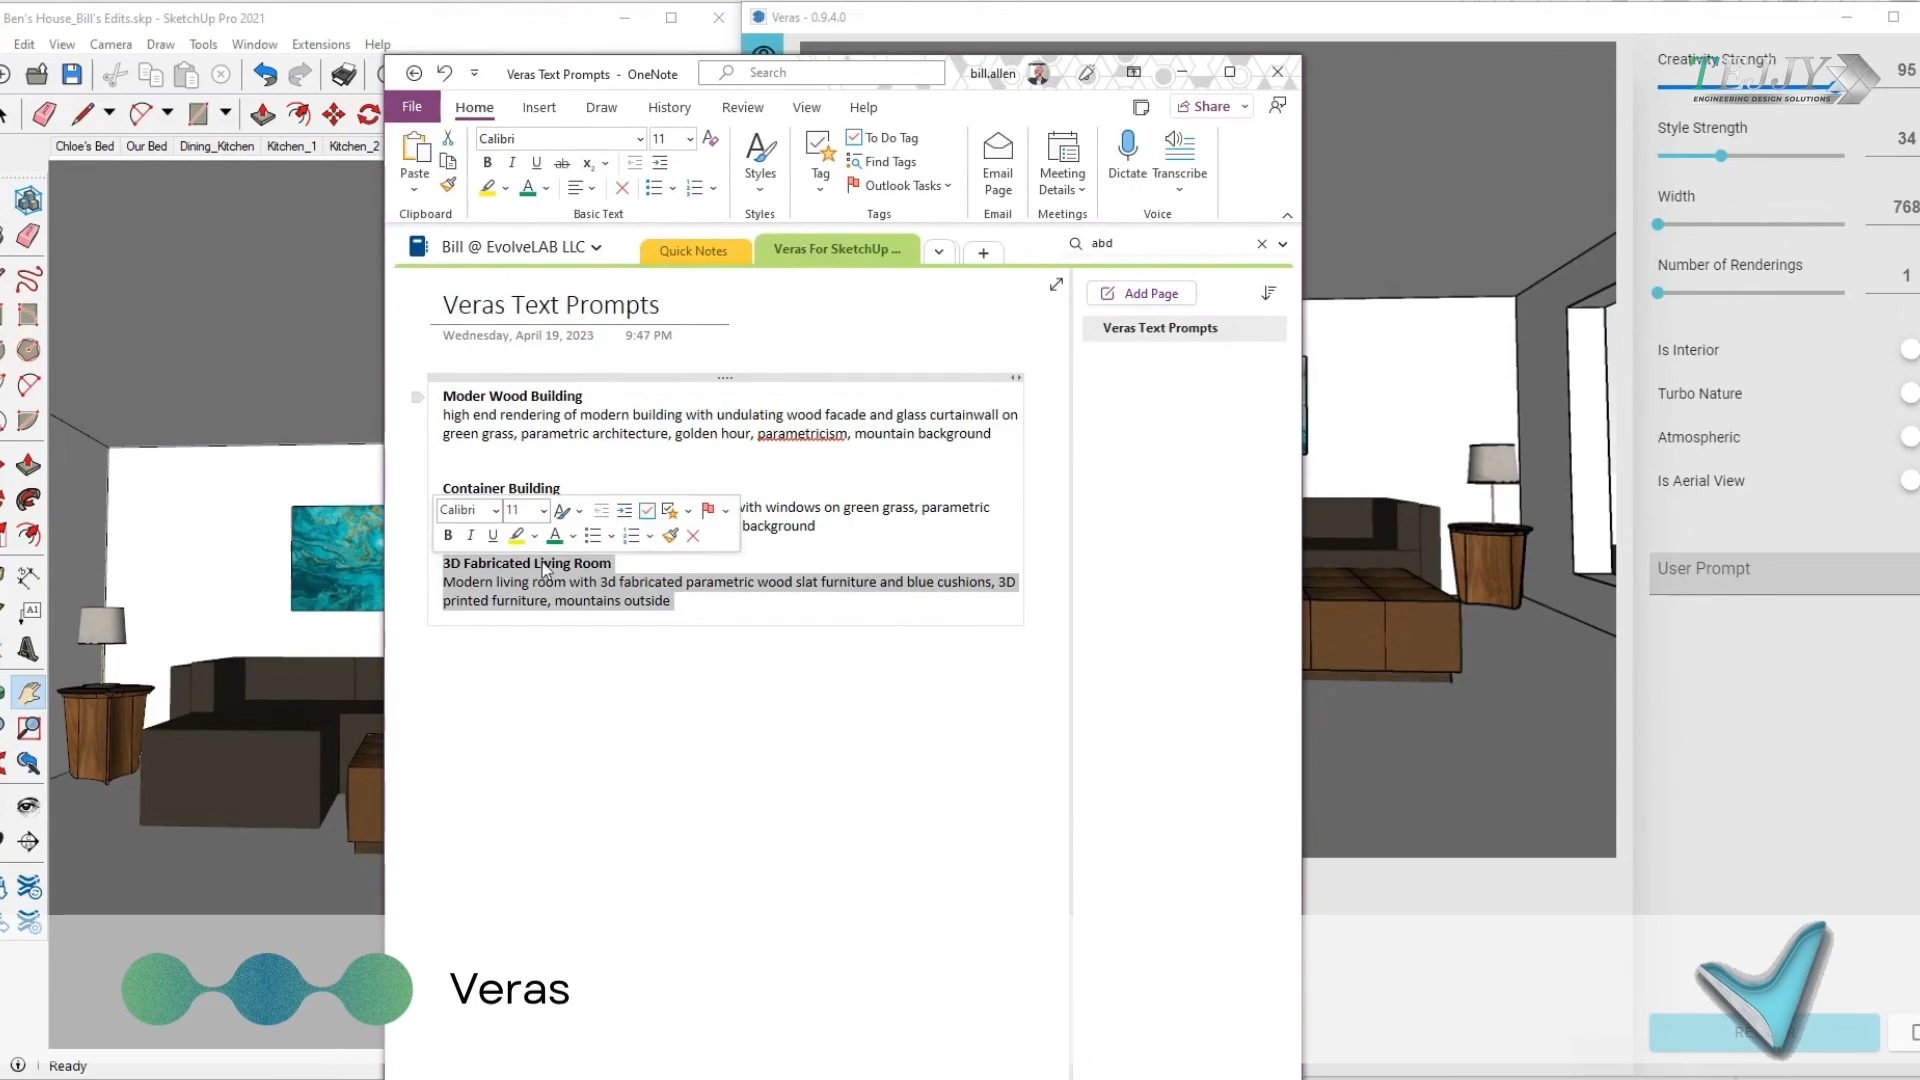 Ben's House_Bill's Edits.skp - SketchUp Pro 2021
Edit View Camera Draw Tools Window Extensions Help
Chloe's Bed Our Bed Dining_Kitchen Kitchen_1 Kitchen_2
A1
Ready
Veras Text Prompts - OneNote
Search
bill.allen
File Home Insert Draw History Review View Help
Share
Paste
Calibri 11
Clipboard
Basic Text
Styles
Styles
Tag
To Do Tag
Find Tags
Outlook Tasks
Tags
Email
Page
Email
Meeting
Details
Meetings
Dictate Transcribe
Voice
Bill @ EvolveLAB LLC
Quick Notes
Veras For SketchUp ...
abd
Veras Text Prompts
Wednesday, April 19, 2023 9:47 PM
Add Page
Veras Text Prompts
Moder Wood Building
high end rendering of modern building with undulating wood facade and glass curtainwall on
green grass, parametric architecture, golden hour, parametricism, mountain background
Container Building
with windows on green grass, parametric
background
Calibri 11
3D Fabricated Living Room
Modern living room with 3d fabricated parametric wood slat furniture and blue cushions, 3D
printed furniture, mountains outside
Veras - 0.9.4.0
Creativity Strength
95
TEJJY
ENGINEERING DESIGN SOLUTIONS
Style Strength
34
Width
768
Number of Renderings
1
Is Interior
Turbo Nature
Atmospheric
Is Aerial View
User Prompt
Veras